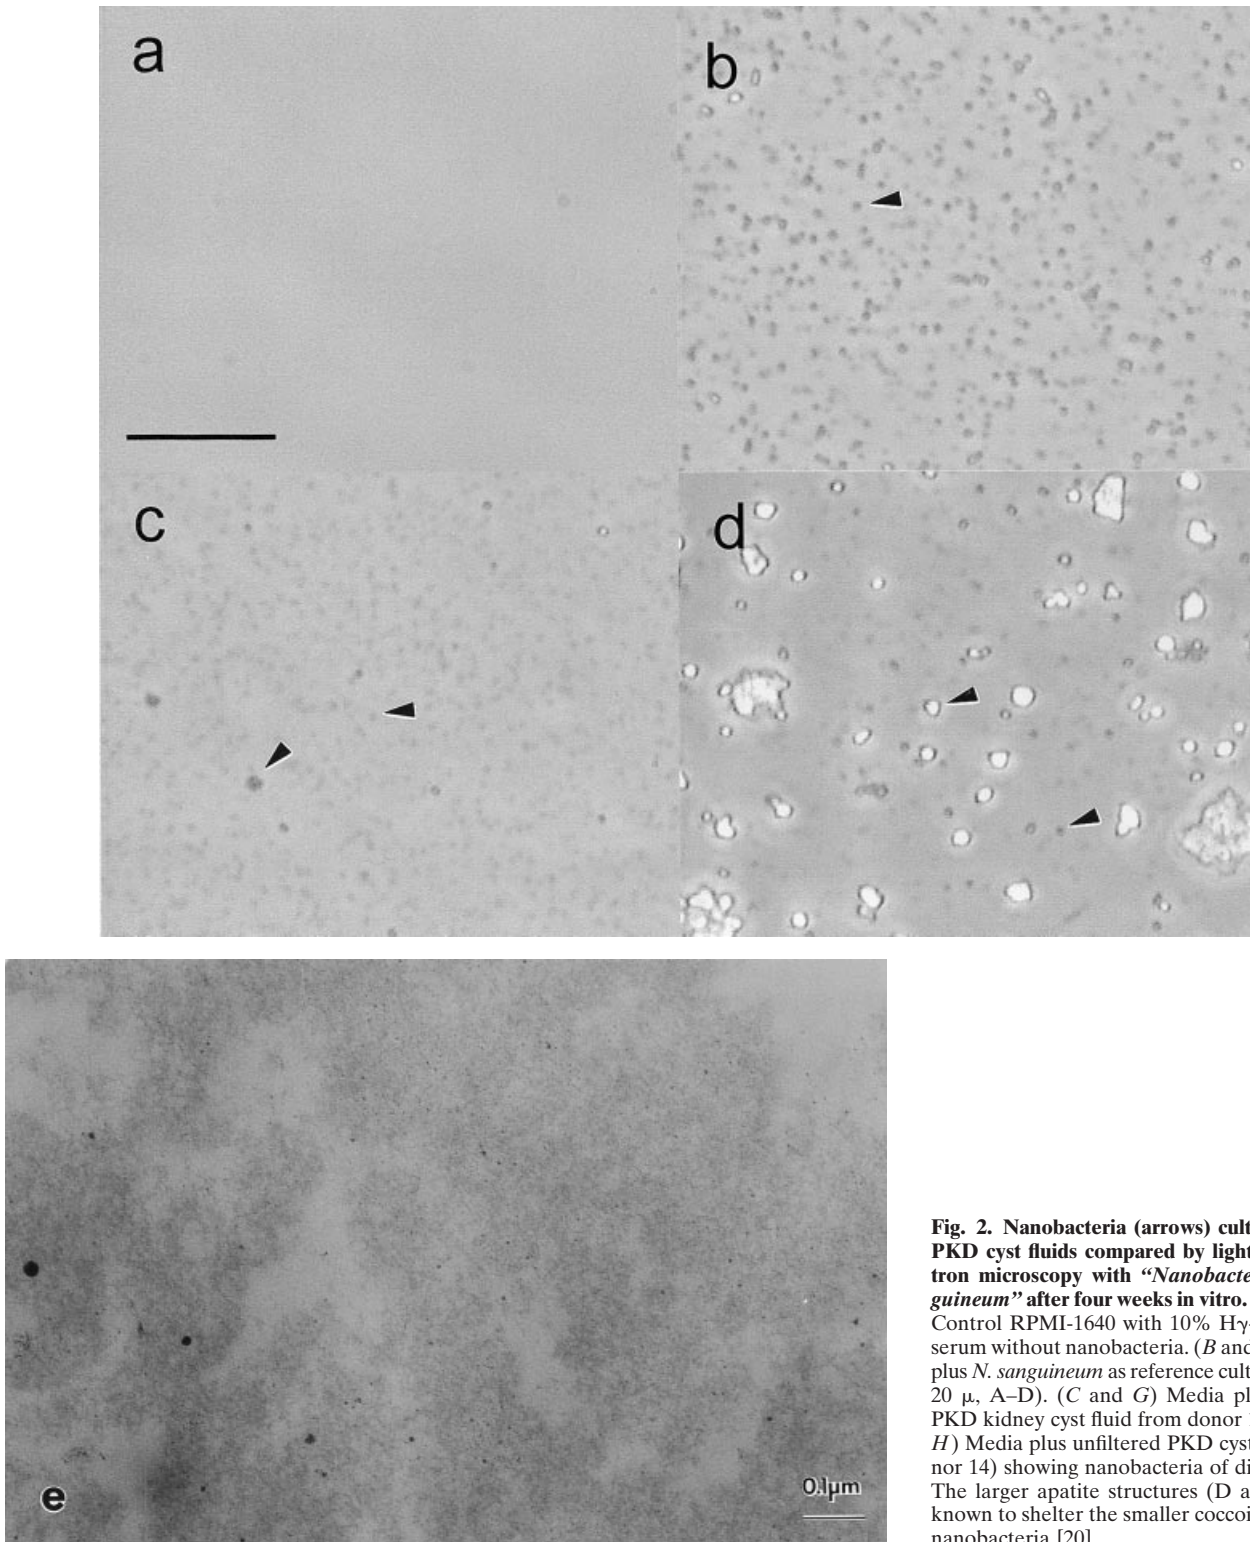 a
b
c
d
e
0.1µm
Fig. 2. Nanobacteria (arrows) cult
PKD cyst fluids compared by light
tron microscopy with “Nanobacte
guineum” after four weeks in vitro.
Control RPMI-1640 with 10% Hγ-
serum without nanobacteria. (B and
plus N. sanguineum as reference cult
20 µ, A–D). (C and G) Media pl
PKD kidney cyst fluid from donor
H) Media plus unfiltered PKD cyst
nor 14) showing nanobacteria of di
The larger apatite structures (D a
known to shelter the smaller coccoi
nanobacteria [20]